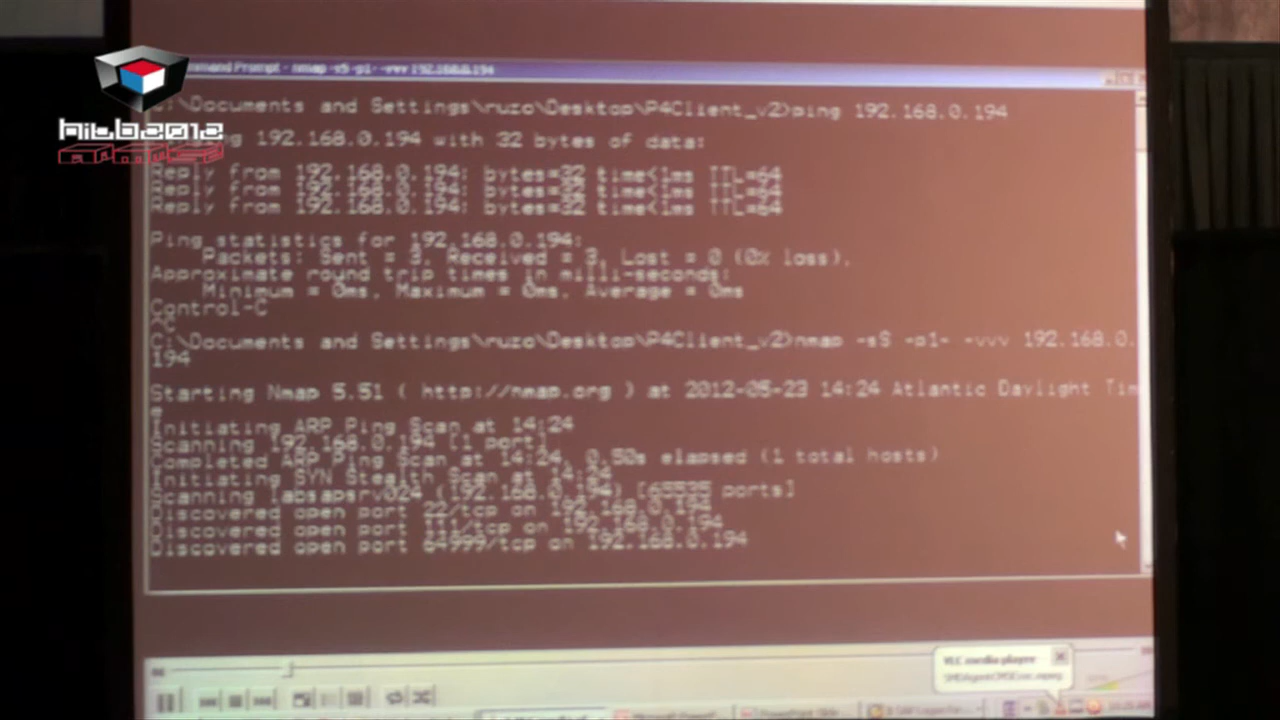 Command Prompt - nmap -sS -p1- -vvv 192.168.0.194
C:\Documents and Settings\ruzo\Desktop\P4Client_v2>ping 192.168.0.194
hitb2012
192.168.0.194 with 32 bytes of data:
Reply from 192.168.0.194: bytes=32 time<1ms TTL=64
Reply from 192.168.0.194: bytes=32 time<1ms TTL=64
Reply from 192.168.0.194: bytes=32 time<1ms TTL=64
Ping statistics for 192.168.0.194:
Packets: Sent = 3, Received = 3, Lost = 0 (0% loss),
Approximate round trip times in milli-seconds:
Minimum = 0ms, Maximum = 0ms, Average = 0ms
Control-C
^C
C:\Documents and Settings\ruzo\Desktop\P4Client_v2>nmap -sS -p1- -vvv 192.168.0.
194
Starting Nmap 5.51 ( http://nmap.org ) at 2012-05-23 14:24 Atlantic Daylight Tim
e
Initiating ARP Ping Scan at 14:24
Scanning 192.168.0.194 [1 port]
Completed ARP Ping Scan at 14:24, 0.50s elapsed (1 total hosts)
Initiating SYN Stealth Scan at 14:24
Scanning labsapsrv024 (192.168.0.194) [65535 ports]
Discovered open port 22/tcp on 192.168.0.194
Discovered open port 111/tcp on 192.168.0.194
Discovered open port 64999/tcp on 192.168.0.194
VLC media player